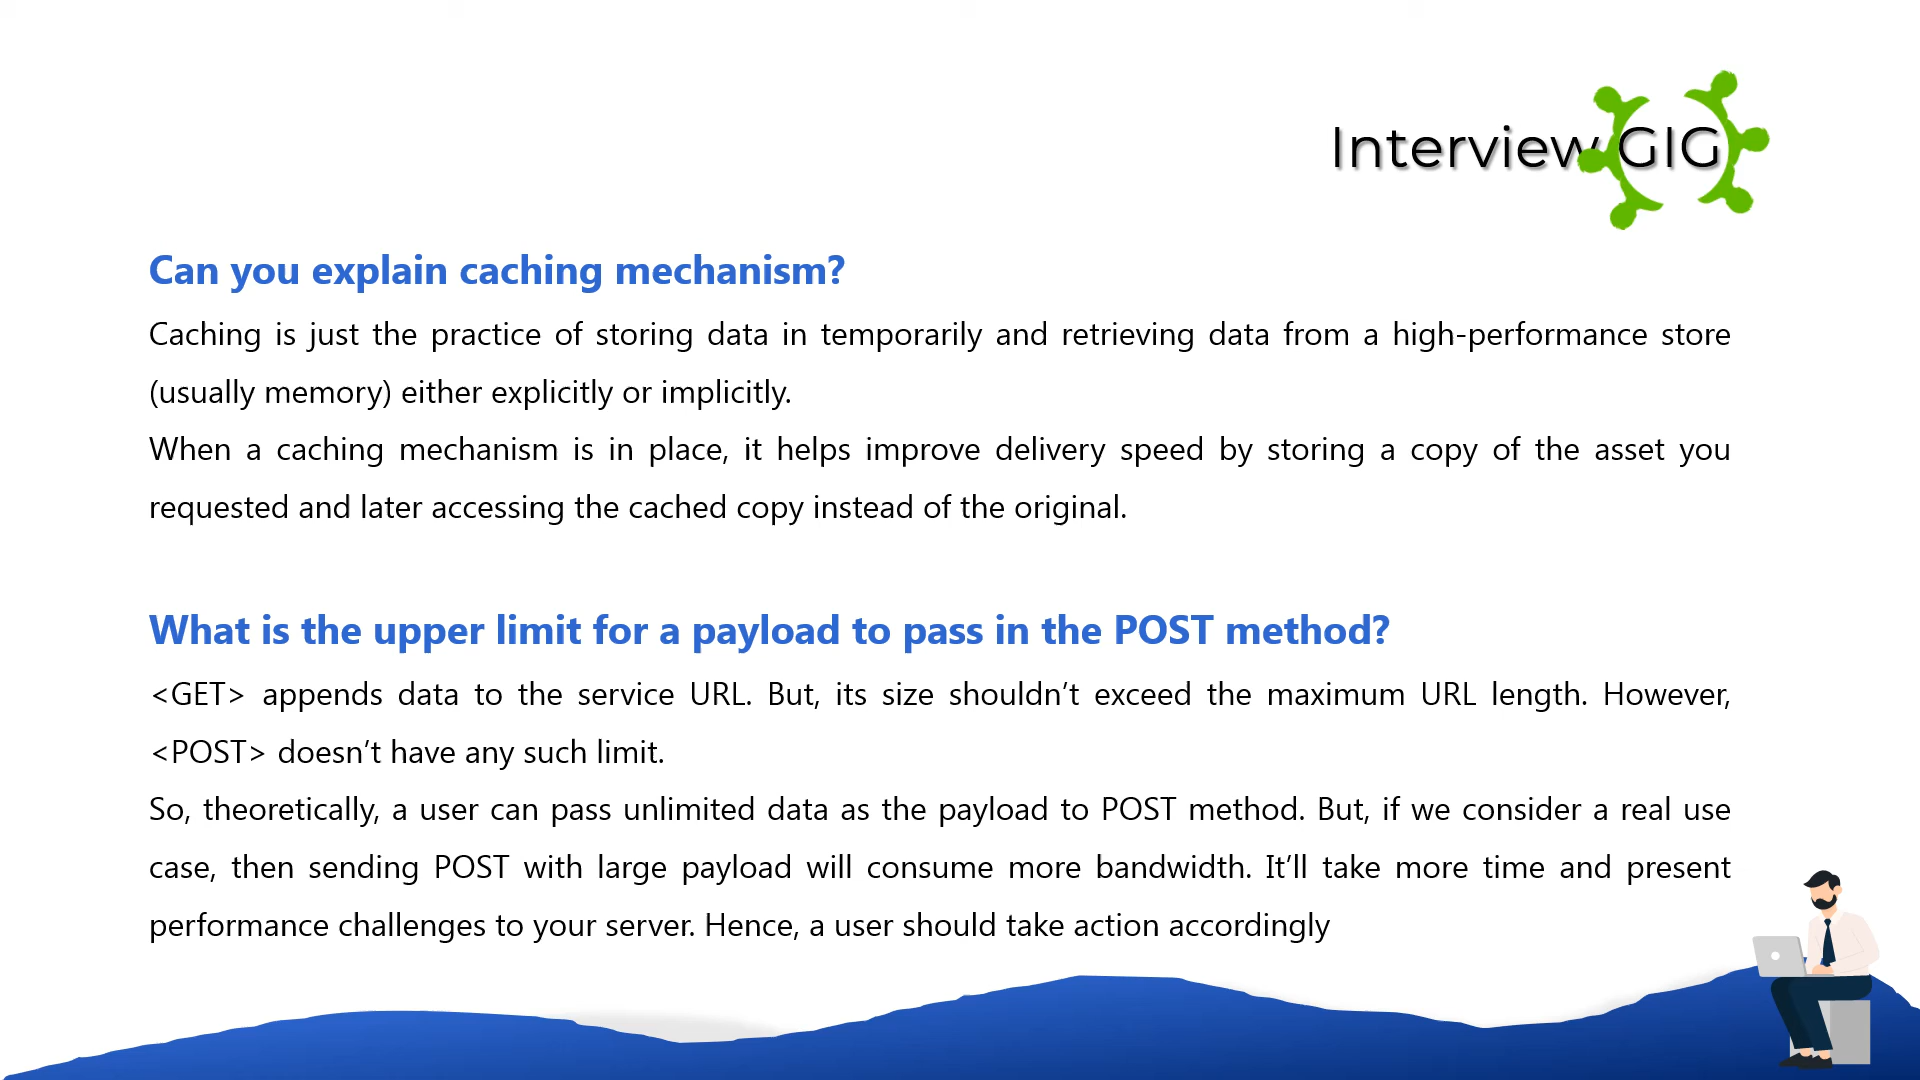 Interview GIG
Can you explain caching mechanism?
Caching is just the practice of storing data in temporarily and retrieving data from a high-performance store
(usually memory) either explicitly or implicitly.
When a caching mechanism is in place, it helps improve delivery speed by storing a copy of the asset you
requested and later accessing the cached copy instead of the original.
What is the upper limit for a payload to pass in the POST method?
<GET> appends data to the service URL. But, its size shouldn’t exceed the maximum URL length. However,
<POST> doesn’t have any such limit.
So, theoretically, a user can pass unlimited data as the payload to POST method. But, if we consider a real use
case, then sending POST with large payload will consume more bandwidth. It’ll take more time and present
performance challenges to your server. Hence, a user should take action accordingly